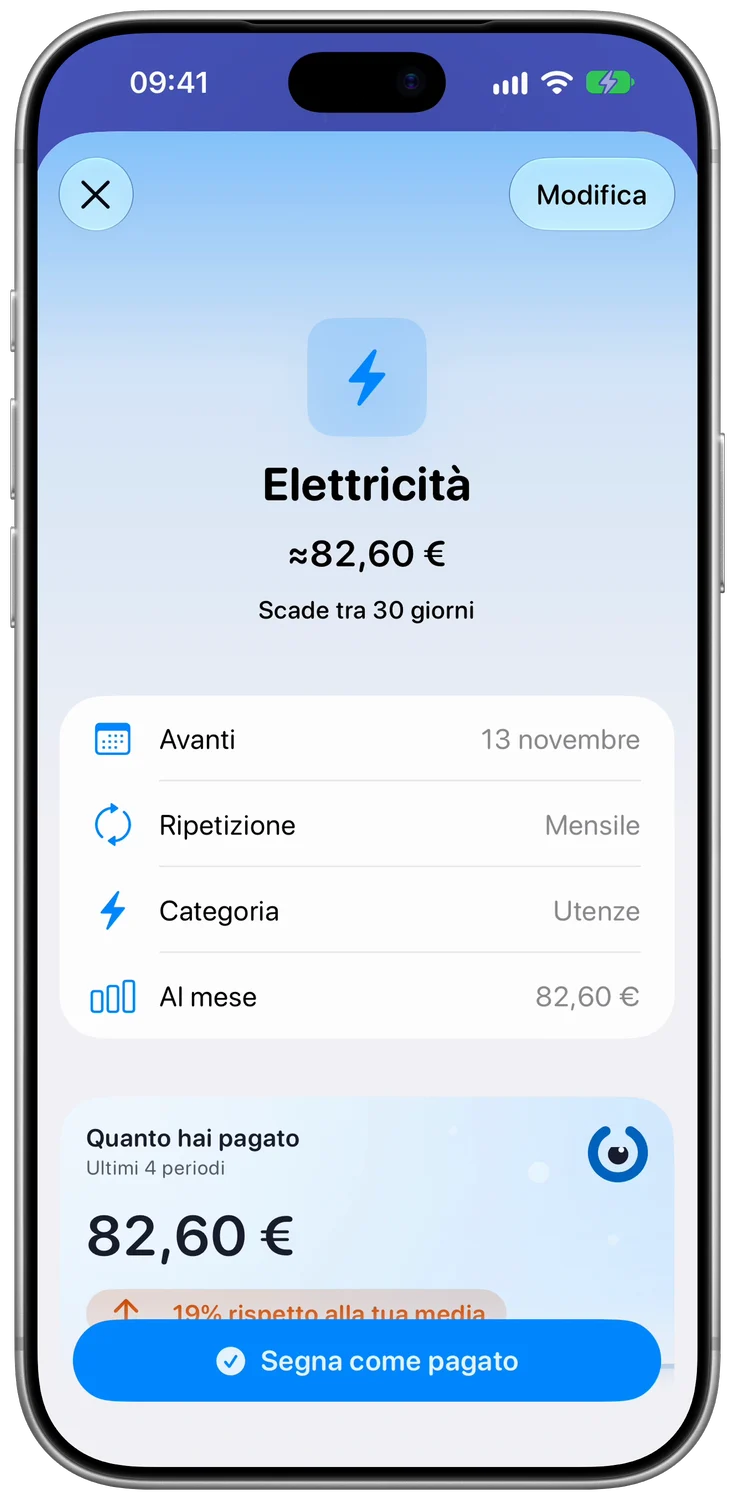 09:41
Modifica
Elettricità
≈82,60 €
Scade tra 30 giorni
Avanti 13 novembre
Ripetizione Mensile
Categoria Utenze
Al mese 82,60 €
Quanto hai pagato
Ultimi 4 periodi
82,60 €
19% rispetto alla tua media
Segna come pagato